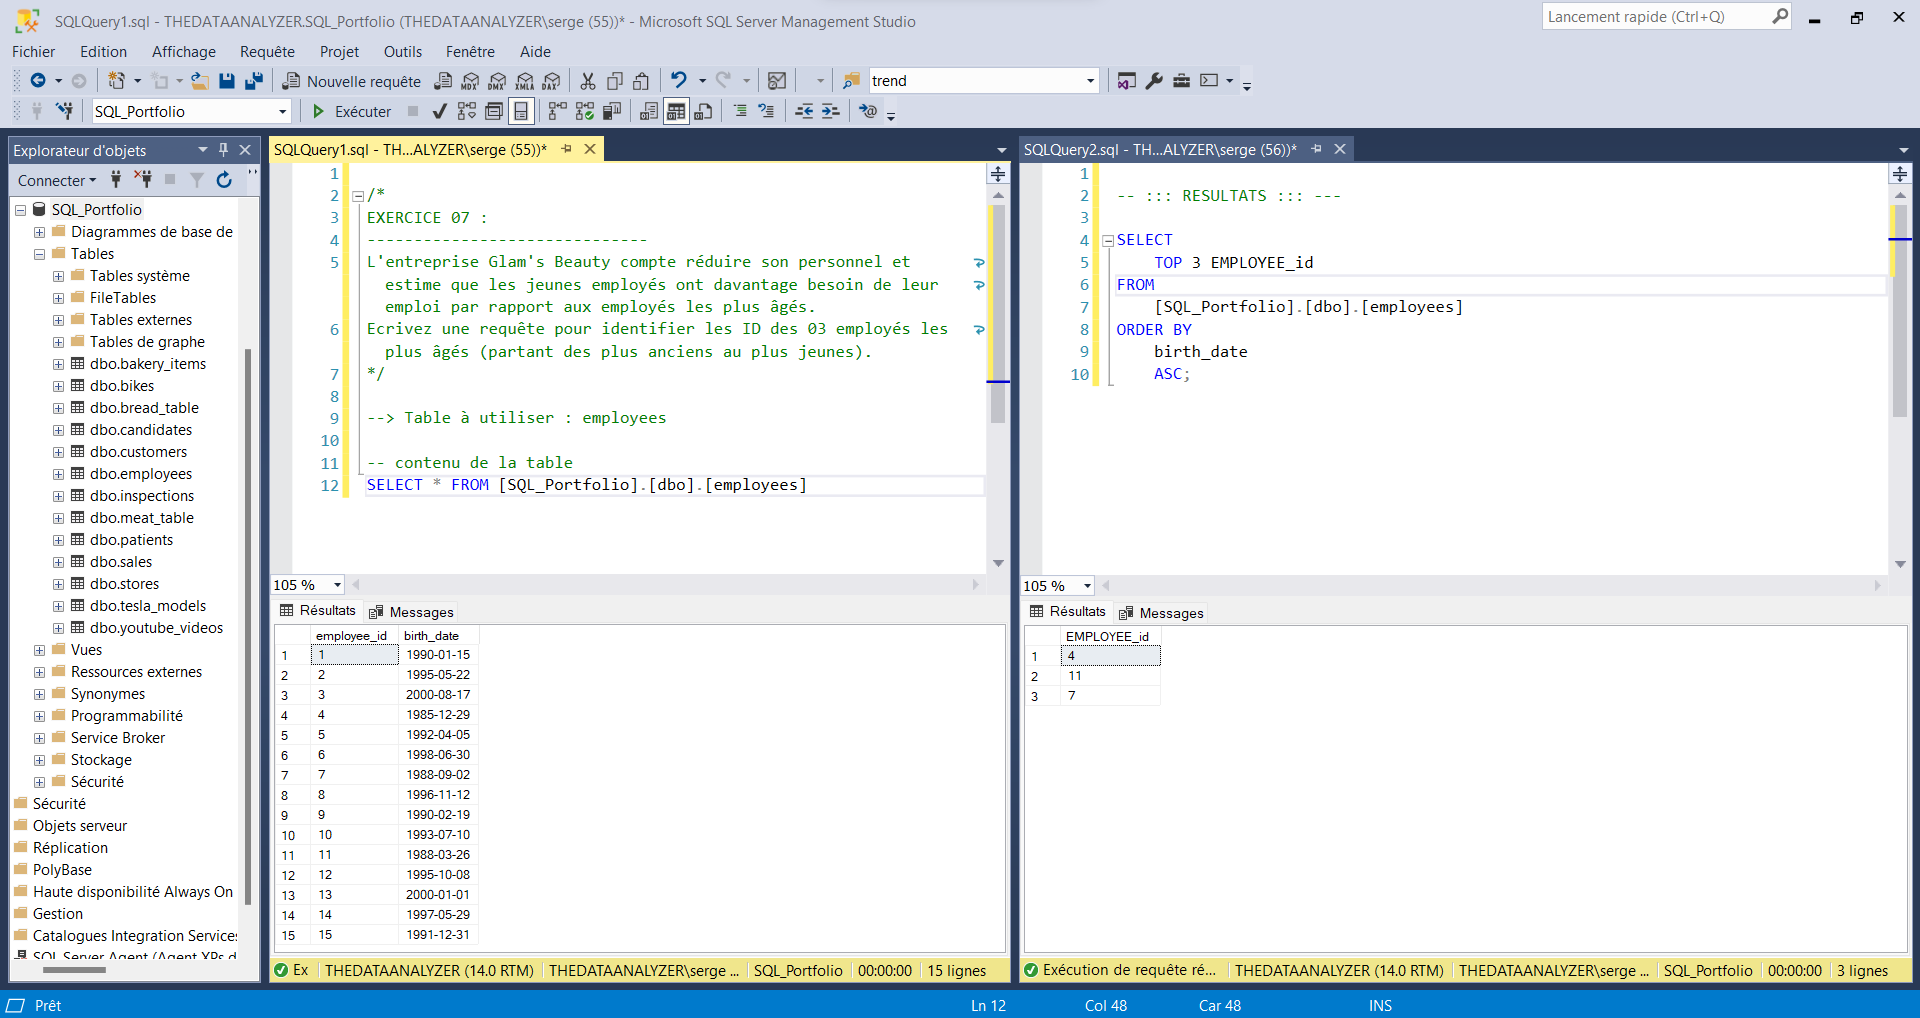 SQLQuery1.sql - THEDATAANALYZER.SQL_Portfolio (THEDATAANALYZER\serge (55))* - Microsoft SQL Server Management Studio
Lancement rapide (Ctrl+Q)
Fichier Edition Affichage Requête Projet Outils Fenêtre Aide
Nouvelle requête MDX DMX XMLA DAX trend
SQL_Portfolio Exécuter
Explorateur d'objets
Connecter
SQL_Portfolio
Diagrammes de base de
Tables
Tables système
FileTables
Tables externes
Tables de graphe
dbo.bakery_items
dbo.bikes
dbo.bread_table
dbo.candidates
dbo.customers
dbo.employees
dbo.inspections
dbo.meat_table
dbo.patients
dbo.sales
dbo.stores
dbo.tesla_models
dbo.youtube_videos
Vues
Ressources externes
Synonymes
Programmabilité
Service Broker
Stockage
Sécurité
Sécurité
Objets serveur
Réplication
PolyBase
Haute disponibilité Always On
Gestion
Catalogues Integration Services
SQL Server Agent (Agent XPs d
SQLQuery1.sql - TH...ALYZER\serge (55))*
1
2 /*
3 EXERCICE 07 :
4 ------------------------------
5 L'entreprise Glam's Beauty compte réduire son personnel et
estime que les jeunes employés ont davantage besoin de leur
emploi par rapport aux employés les plus âgés.
6 Ecrivez une requête pour identifier les ID des 03 employés les
plus âgés (partant des plus anciens au plus jeunes).
7 */
8
9 --> Table à utiliser : employees
10
11 -- contenu de la table
12 SELECT * FROM [SQL_Portfolio].[dbo].[employees]
105 %
Résultats Messages
employee_id birth_date
1 1 1990-01-15
2 2 1995-05-22
3 3 2000-08-17
4 4 1985-12-29
5 5 1992-04-05
6 6 1998-06-30
7 7 1988-09-02
8 8 1996-11-12
9 9 1990-02-19
10 10 1993-07-10
11 11 1988-03-26
12 12 1995-10-08
13 13 2000-01-01
14 14 1997-05-29
15 15 1991-12-31
Ex THEDATAANALYZER (14.0 RTM) THEDATAANALYZER\serge ... SQL_Portfolio 00:00:00 15 lignes
SQLQuery2.sql - TH...ALYZER\serge (56))*
1
2 -- ::: RESULTATS ::: ---
3
4 SELECT
5 TOP 3 EMPLOYEE_id
6 FROM
7 [SQL_Portfolio].[dbo].[employees]
8 ORDER BY
9 birth_date
10 ASC;
105 %
Résultats Messages
EMPLOYEE_id
1 4
2 11
3 7
Exécution de requête ré... THEDATAANALYZER (14.0 RTM) THEDATAANALYZER\serge ... SQL_Portfolio 00:00:00 3 lignes
Prêt Ln 12 Col 48 Car 48 INS